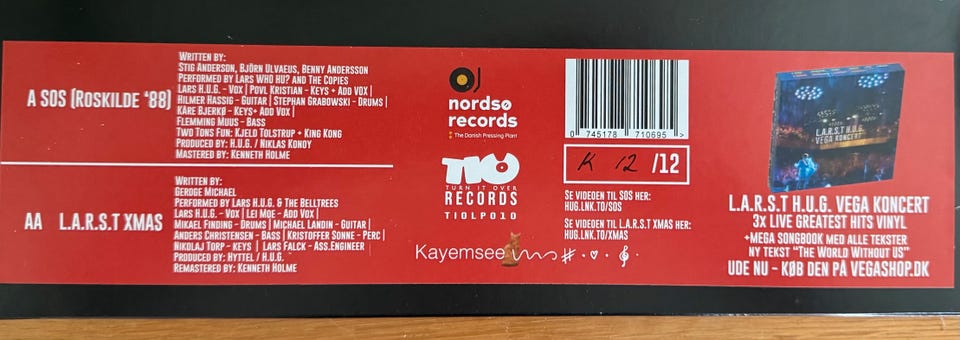 A SOS (Roskilde '88)
Written by:
Stig Anderson, Björn Ulvaeus, Benny Andersson
Performed by Lars WHO HU? and The Copies
Lars H.U.G. - Vox | Povl Kristian - Keys + Add Vox |
Hilmer Hassig - Guitar | Stephan Grabowski - Drums |
Kåre Bjerkø - Keys+ Add Vox |
Flemming Muus - Bass
Two Tons Fun: Kjeld Tolstrup + King Kong
Produced by: H.U.G. / Niklas Konoy
Mastered by: Kenneth Holme
AA L.A.R.S.T XMAS
Written by:
Geroge Michael
Performed by Lars H.U.G. & The Belltrees
Lars H.U.G. - Vox | Lei Moe - Add Vox |
Mikael Finding - Drums | Michael Landin - Guitar |
Anders Christensen - Bass | Kristoffer Sonne - Perc |
Nikolaj Torp - Keys | Lars Falck - Ass.Engineer
Produced by: Hyttel / H.U.G.
Remastered by: Kenneth Holme
nordsø
records
The Danish Pressing Plant
TIO
TURN IT OVER
RECORDS
TIOLP010
Kayemsee
0 745178 710695 >
K 12 /12
Se videoen til SOS her:
hug.lnk.to/SOS
Se videoen til L.A.R.S.T XMAS her:
hug.lnk.to/XMAS
L.A.R.S.T H.U.G.
VEGA KONCERT
L.A.R.S.T H.U.G. VEGA KONCERT
3x LIVE GREATEST HITS VINYL
+MEGA SONGBOOK MED ALLE TEKSTER
NY TEKST "THE WORLD WITHOUT US"
UDE NU - KØB DEN PÅ VEGASHOP.DK